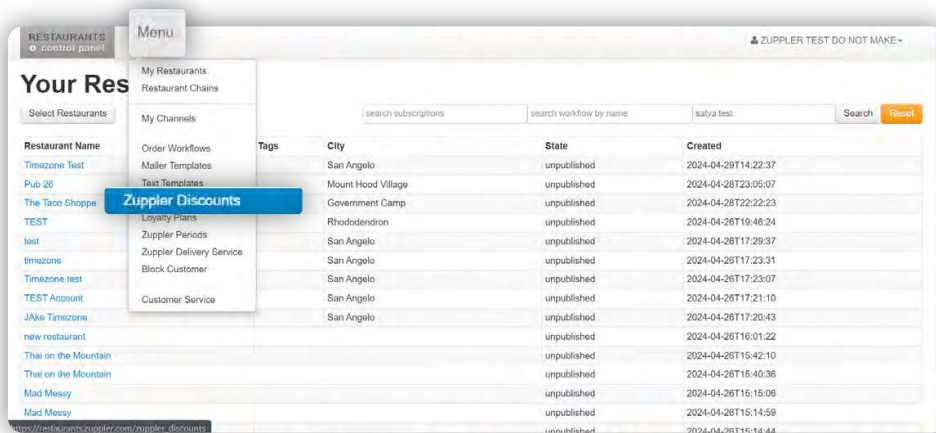 RESTAURANTS
control panel
Menu
ZUPPLER TEST DO NOT MAKE
Your Res
My Restaurants
Restaurant Chains
My Channels
Order Workflows
Mailer Templates
Text Templates
Zuppler Discounts
Loyalty Plans
Zuppler Periods
Zuppler Delivery Service
Block Customer
Customer Service
Select Restaurants
search subscriptions
search workflow by name
satya test
Search
Reset
Restaurant Name Tags City State Created
Timezone Test San Angelo unpublished 2024-04-29T14:22:37
Pub 26 Mount Hood Village unpublished 2024-04-28T23:05:07
The Taco Shoppe Government Camp unpublished 2024-04-28T22:22:23
TEST Rhododendron unpublished 2024-04-26T19:46:24
test San Angelo unpublished 2024-04-26T17:29:37
timezone San Angelo unpublished 2024-04-26T17:23:31
Timezone test San Angelo unpublished 2024-04-26T17:23:07
TEST Account San Angelo unpublished 2024-04-26T17:21:10
JAke Timezone San Angelo unpublished 2024-04-26T17:20:43
new restaurant unpublished 2024-04-26T16:01:22
Thai on the Mountain unpublished 2024-04-26T15:42:10
Thai on the Mountain unpublished 2024-04-26T15:40:36
Mad Messy unpublished 2024-04-26T15:15:06
Mad Messy unpublished 2024-04-26T15:14:59
unpublished 2024-04-26T15:14:44
https://restaurants.zuppler.com/zuppler_discounts